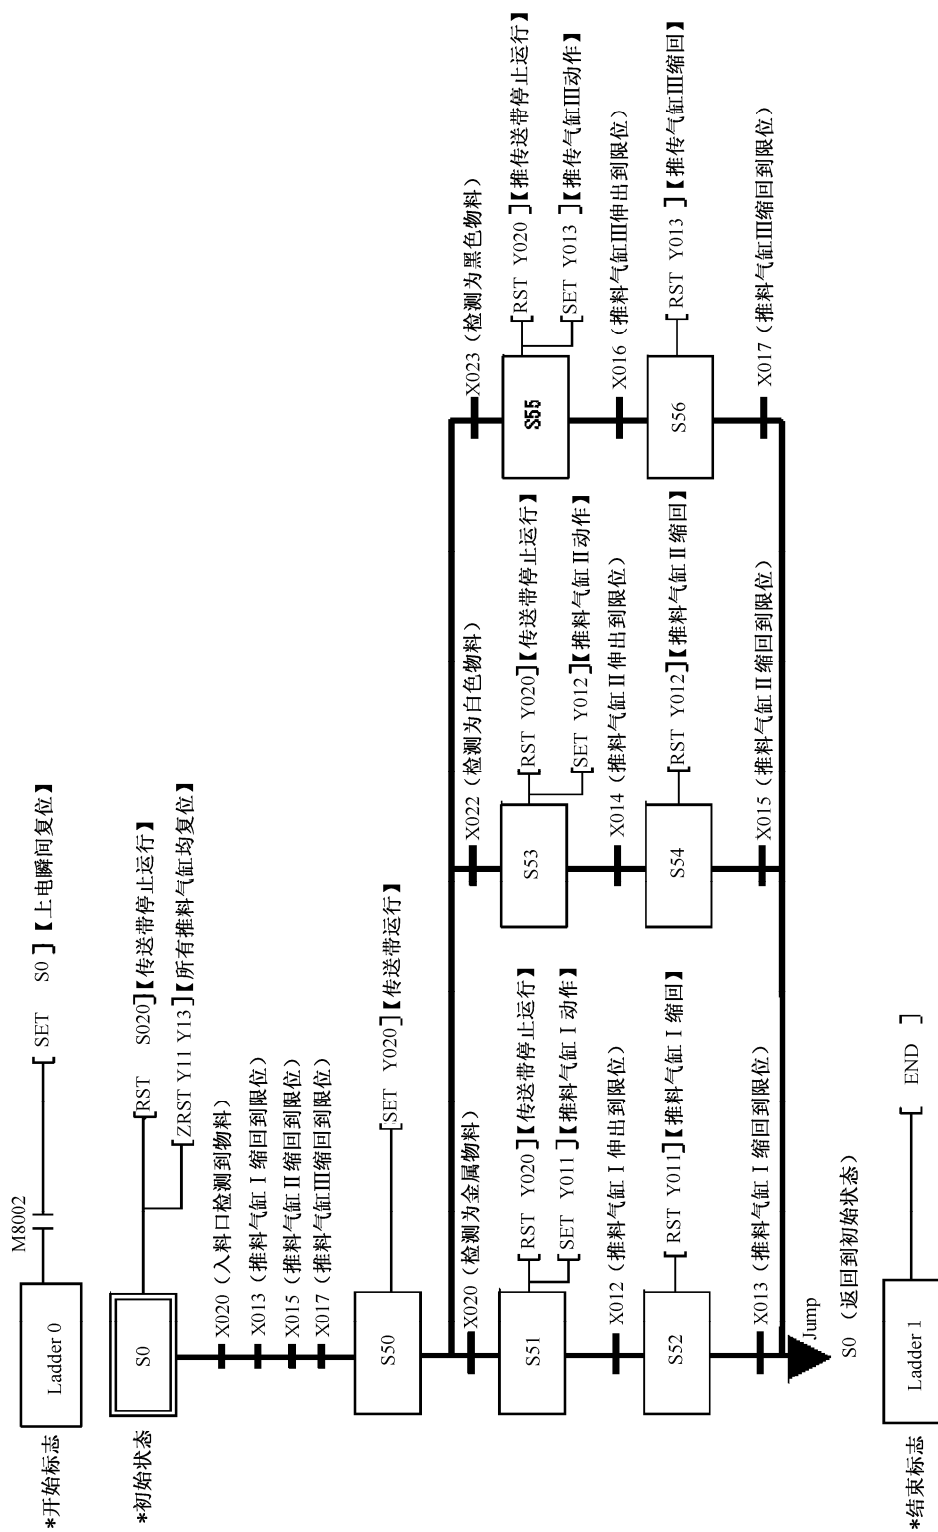 *开始标志
Ladder 0
M8002
[ SET S0 ]【上电瞬间复位】
*初始状态
S0
[RST S020]【传送带停止运行】
[ZRST Y11 Y13]【所有推料气缸均复位】
X020（入料口检测到物料）
X013（推料气缸Ⅰ缩回到限位）
X015（推料气缸Ⅱ缩回到限位）
X017（推料气缸Ⅲ缩回到限位）
S50
[SET Y020]【传送带运行】
X020（检测为金属物料）
X022（检测为白色物料）
X023（检测为黑色物料）
S51
[RST Y020]【传送带停止运行】
[SET Y011]【推料气缸Ⅰ动作】
S53
[RST Y020]【传送带停止运行】
[SET Y012]【推料气缸Ⅱ动作】
S55
[RST Y020]【推传送带停止运行】
[SET Y013]【推传气缸Ⅲ动作】
X012（推料气缸Ⅰ伸出到限位）
X014（推料气缸Ⅱ伸出到限位）
X016（推料气缸Ⅲ伸出到限位）
S52
[RST Y011]【推料气缸Ⅰ缩回】
S54
[RST Y012]【推料气缸Ⅱ缩回】
S56
[RST Y013]【推传气缸Ⅲ缩回】
X013（推料气缸Ⅰ缩回到限位）
X015（推料气缸Ⅱ缩回到限位）
X017（推料气缸Ⅲ缩回到限位）
Jump
S0（返回到初始状态）
*结束标志
Ladder 1
[ END ]